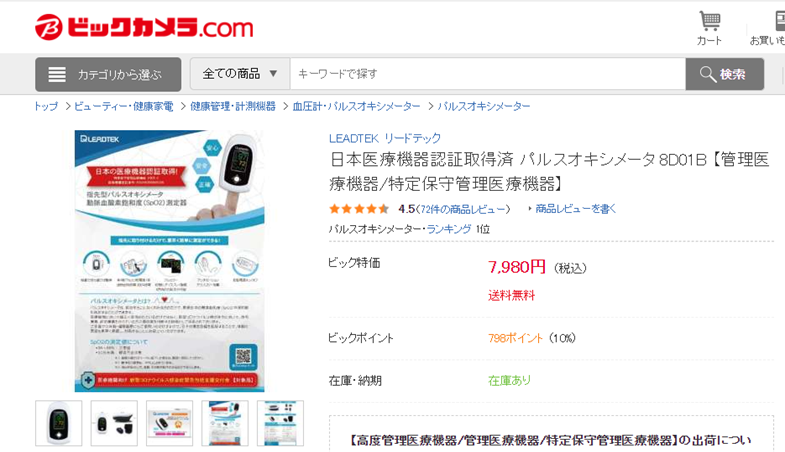 ビックカメラ.com
カート
お買いも
カテゴリから選ぶ
全ての商品 ▼
キーワードで探す
検索
トップ > ビューティー・健康家電 > 健康管理・計測機器 > 血圧計・パルスオキシメーター > パルスオキシメーター
LEADTEK
安心
安全
正確
日本の医療機器認証取得!
指先型パルスオキシメータ
動脈血酸素飽和度(SpO2)測定器
パルスオキシメータとは?
SpO2の測定値について
LEADTEK リードテック
日本医療機器認証取得済 パルスオキシメータ 8D01B 【管理医
療機器/特定保守管理医療機器】
4.5(72件の商品レビュー) 商品レビューを書く
パルスオキシメーター・ランキング 1位
ビック特価
7,980円 (税込)
送料無料
ビックポイント
798ポイント (10%)
在庫・納期
在庫あり
【高度管理医療機器/管理医療機器/特定保守管理医療機器】の出荷につい